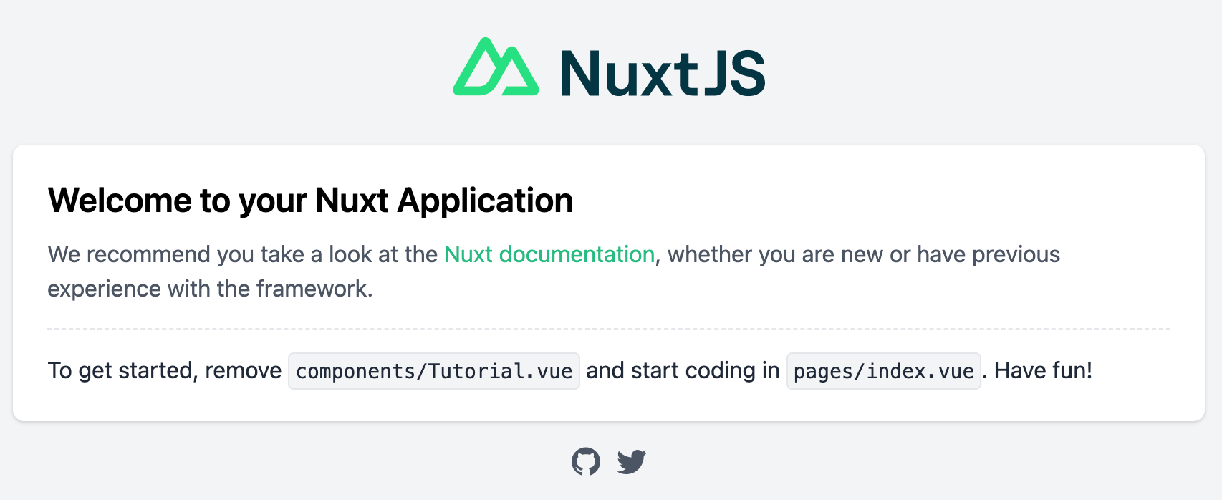 NuxtJS
Welcome to your Nuxt Application
We recommend you take a look at the Nuxt documentation, whether you are new or have previous
experience with the framework.
To get started, remove components/Tutorial.vue and start coding in pages/index.vue. Have fun!